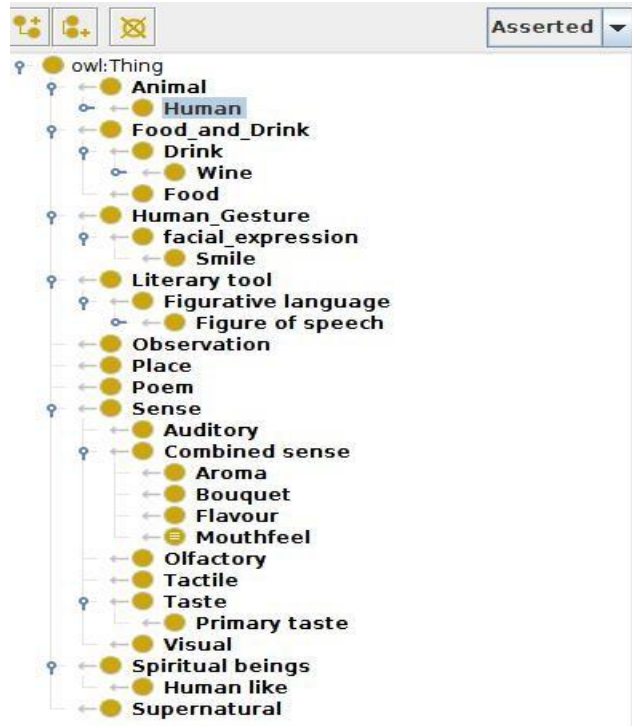 Asserted
owl:Thing
Animal
Human
Food_and_Drink
Drink
Wine
Food
Human_Gesture
facial_expression
Smile
Literary tool
Figurative language
Figure of speech
Observation
Place
Poem
Sense
Auditory
Combined sense
Aroma
Bouquet
Flavour
Mouthfeel
Olfactory
Tactile
Taste
Primary taste
Visual
Spiritual beings
Human like
Supernatural